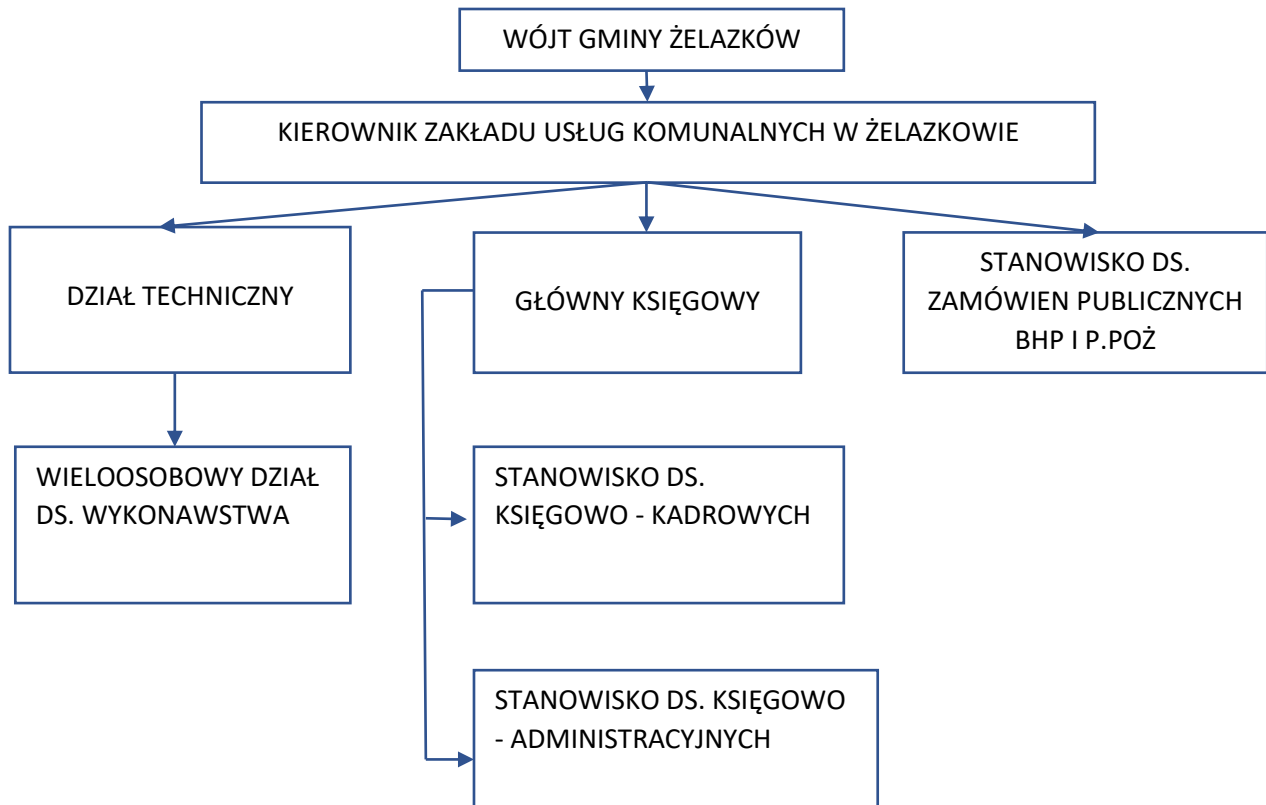 WÓJT GMINY ŻELAZKÓW
KIEROWNIK ZAKŁADU USŁUG KOMUNALNYCH W ŻELAZKOWIE
DZIAŁ TECHNICZNY
GŁÓWNY KSIĘGOWY
STANOWISKO DS.
ZAMÓWIEN PUBLICZNYCH
BHP I P.POŻ
WIELOOSOBOWY DZIAŁ
DS. WYKONAWSTWA
STANOWISKO DS.
KSIĘGOWO - KADROWYCH
STANOWISKO DS. KSIĘGOWO
- ADMINISTRACYJNYCH